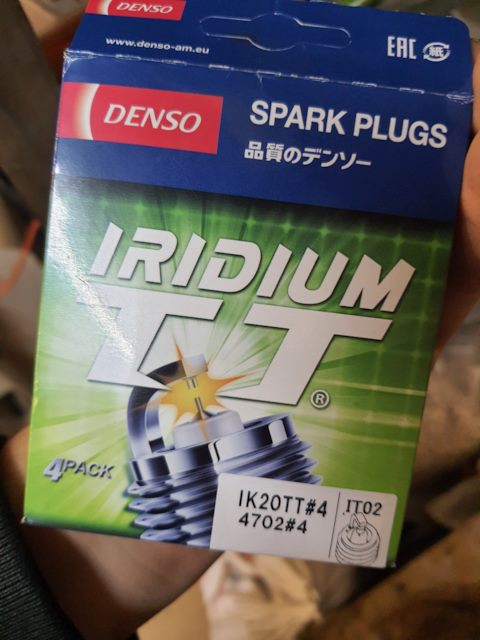 DENSO
www.denso-am.eu
EAC 紙
DENSO
SPARK PLUGS
品質のデンソー
IRIDIUM
TT®
4PACK
IK20TT#4
4702#4
IT02